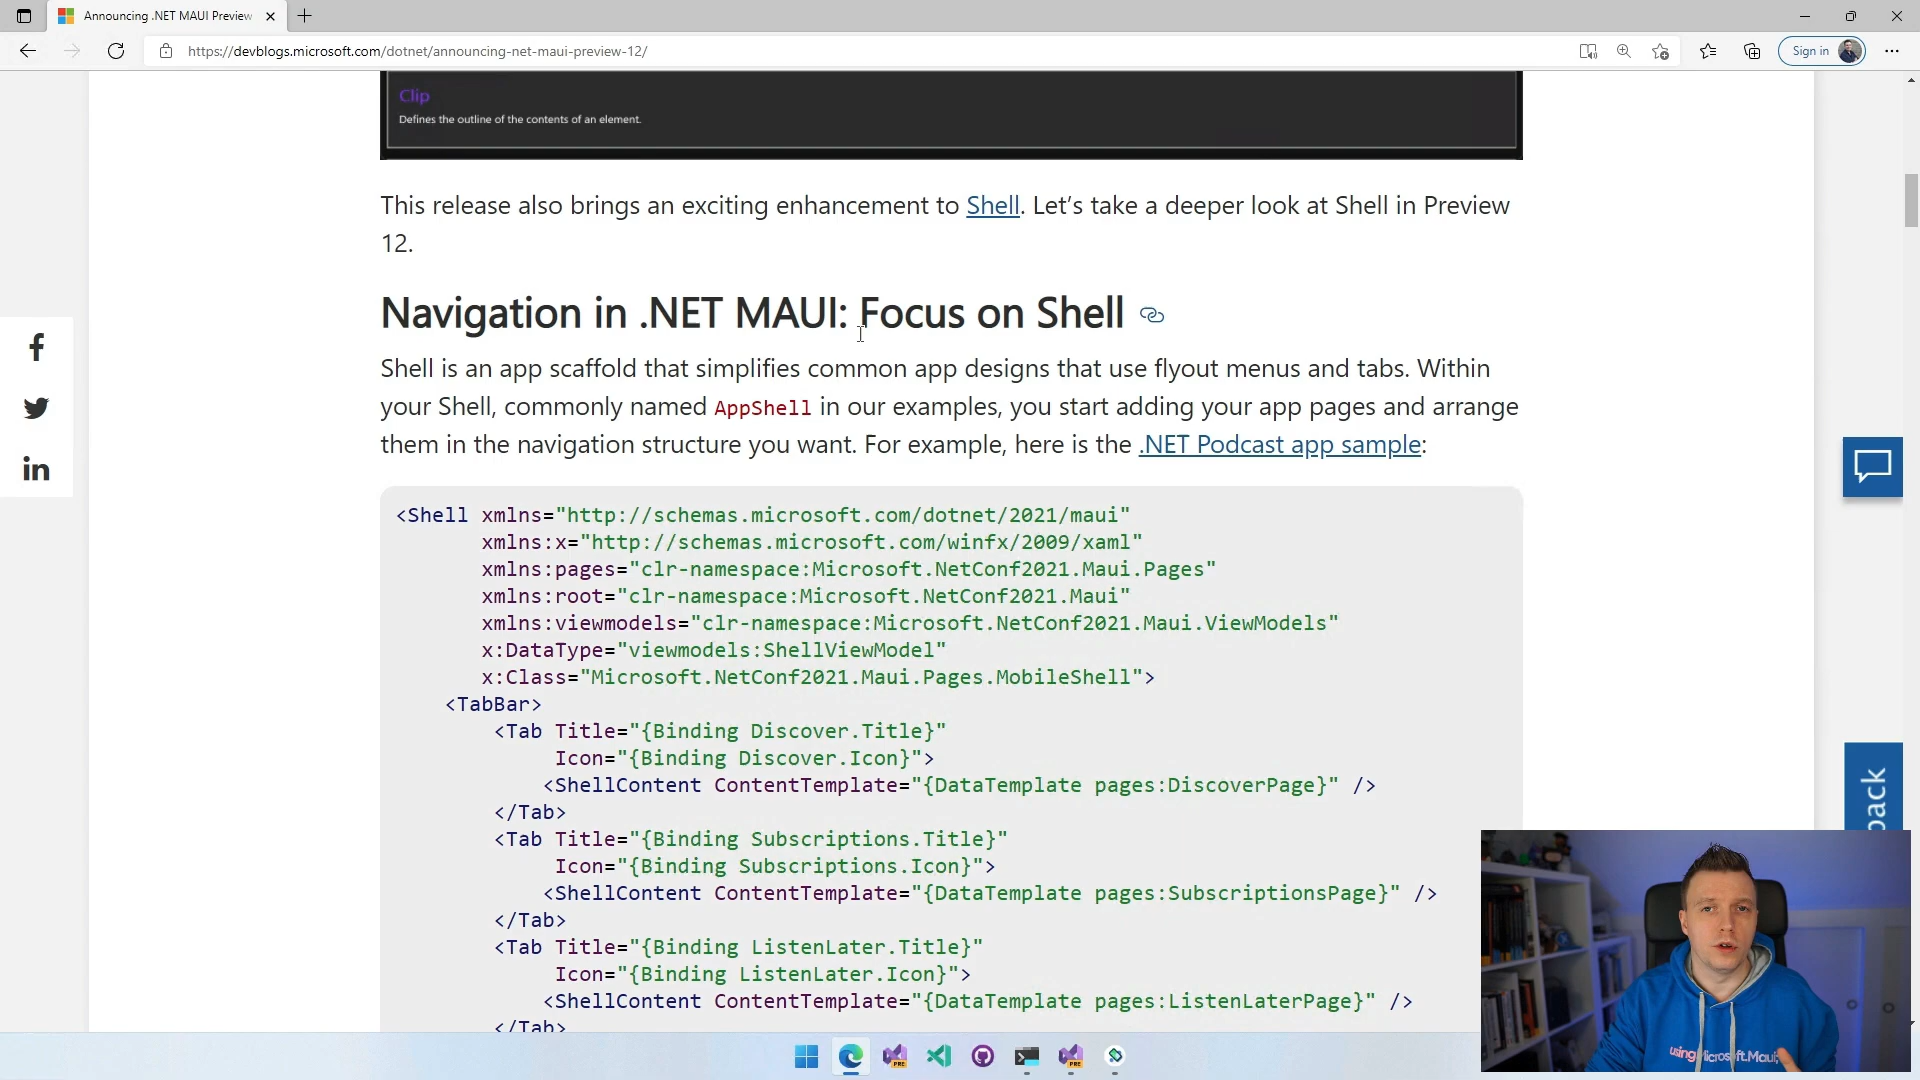 Announcing .NET MAUI Preview
https://devblogs.microsoft.com/dotnet/announcing-net-maui-preview-12/
Sign in
Clip
Defines the outline of the contents of an element.
This release also brings an exciting enhancement to Shell. Let’s take a deeper look at Shell in Preview
12.
Navigation in .NET MAUI: Focus on Shell
Shell is an app scaffold that simplifies common app designs that use flyout menus and tabs. Within
your Shell, commonly named AppShell in our examples, you start adding your app pages and arrange
them in the navigation structure you want. For example, here is the .NET Podcast app sample:
<Shell xmlns="http://schemas.microsoft.com/dotnet/2021/maui"
xmlns:x="http://schemas.microsoft.com/winfx/2009/xaml"
xmlns:pages="clr-namespace:Microsoft.NetConf2021.Maui.Pages"
xmlns:root="clr-namespace:Microsoft.NetConf2021.Maui"
xmlns:viewmodels="clr-namespace:Microsoft.NetConf2021.Maui.ViewModels"
x:DataType="viewmodels:ShellViewModel"
x:Class="Microsoft.NetConf2021.Maui.Pages.MobileShell">
<TabBar>
<Tab Title="{Binding Discover.Title}"
Icon="{Binding Discover.Icon}">
<ShellContent ContentTemplate="{DataTemplate pages:DiscoverPage}" />
</Tab>
<Tab Title="{Binding Subscriptions.Title}"
Icon="{Binding Subscriptions.Icon}">
<ShellContent ContentTemplate="{DataTemplate pages:SubscriptionsPage}" />
</Tab>
<Tab Title="{Binding ListenLater.Title}"
Icon="{Binding ListenLater.Icon}">
<ShellContent ContentTemplate="{DataTemplate pages:ListenLaterPage}" />
</Tab>
back
using Microsoft.Maui;
PRE
PRE